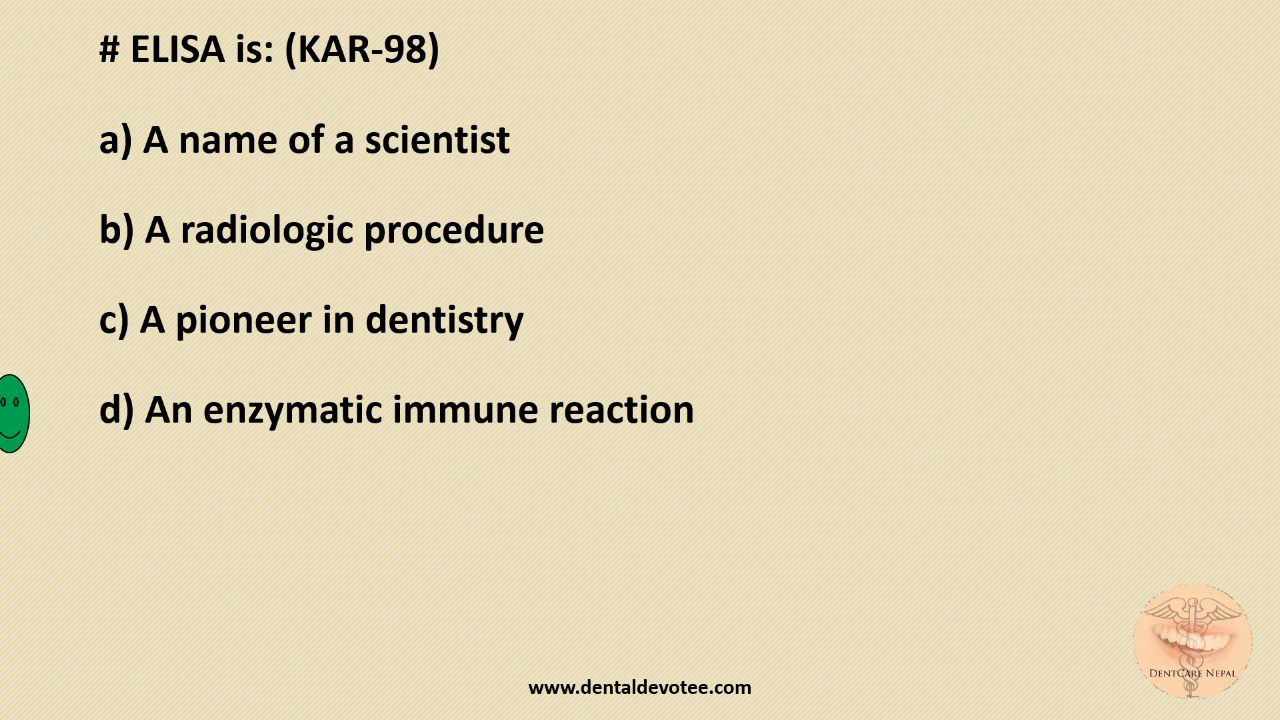 # ELISA is: (KAR-98)
a) A name of a scientist
b) A radiologic procedure
c) A pioneer in dentistry
d) An enzymatic immune reaction
DENTCARE NEPAL
www.dentaldevotee.com